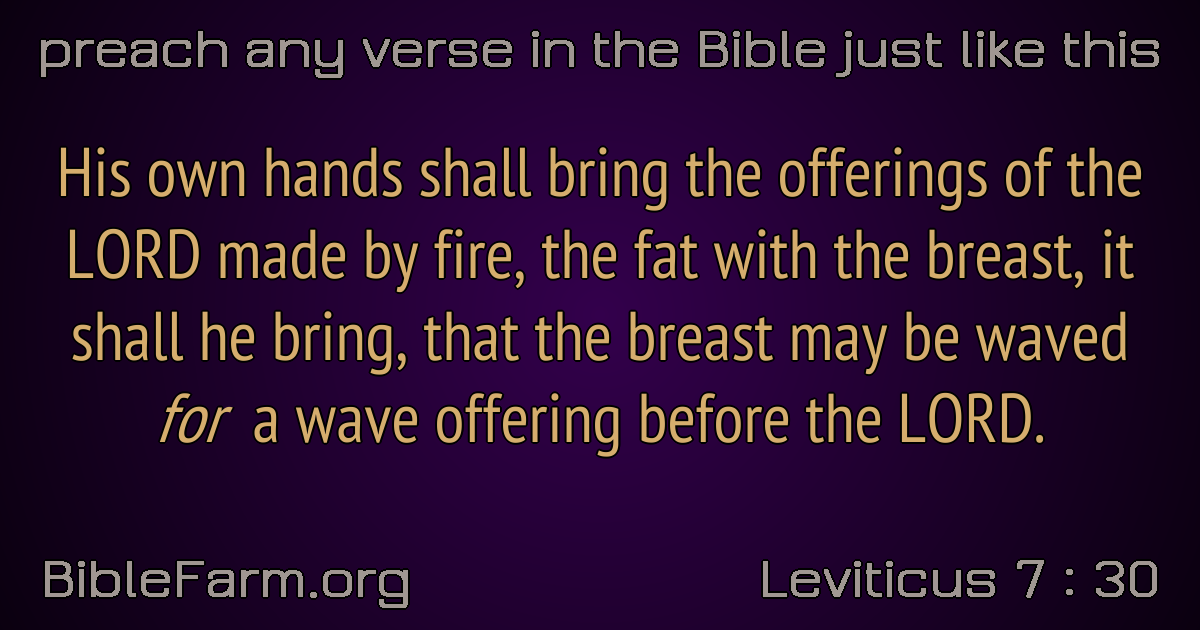 preach any verse in the Bible just like this
His own hands shall bring the offerings of the
LORD made by fire, the fat with the breast, it
shall he bring, that the breast may be waved
for a wave offering before the LORD.
BibleFarm.org
Leviticus 7 : 30